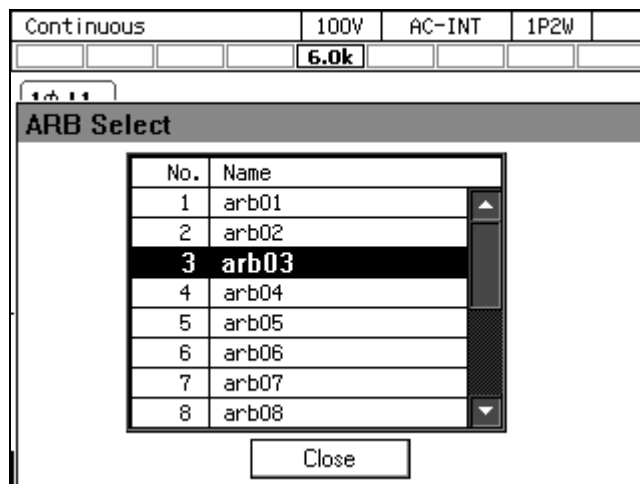 Continuous 100V AC-INT 1P2W
6.0k
ARB Select
No. Name
1 arb01
2 arb02
3 arb03
4 arb04
5 arb05
6 arb06
7 arb07
8 arb08
Close